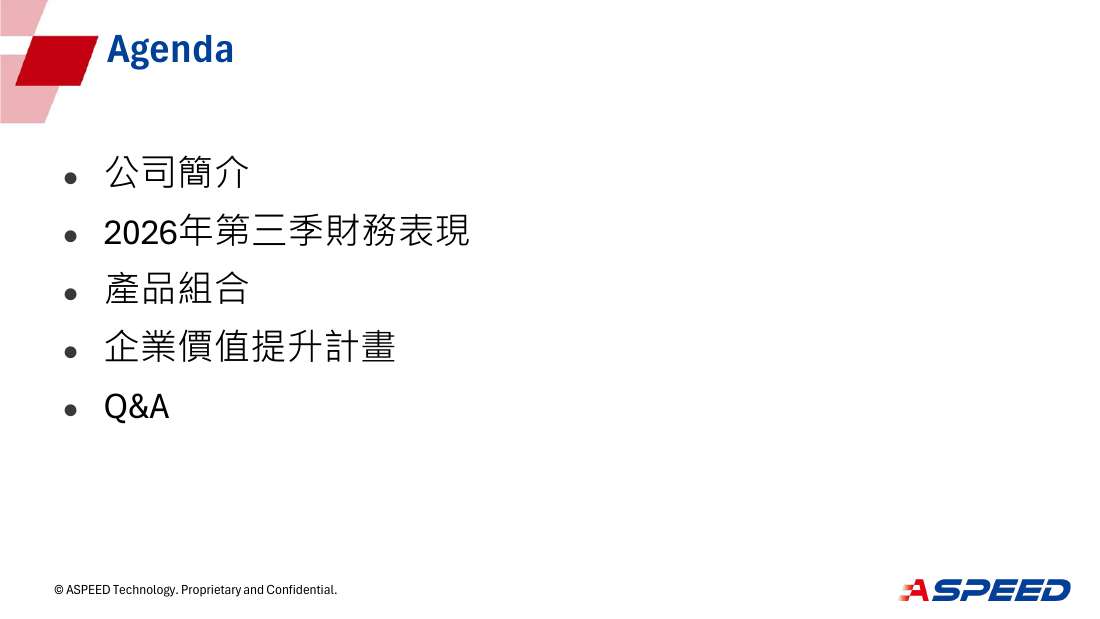 Agenda
● 公司簡介
● 2026年第三季財務表現
● 產品組合
● 企業價值提升計畫
● Q&A
© ASPEED Technology. Proprietary and Confidential.
ASPEED